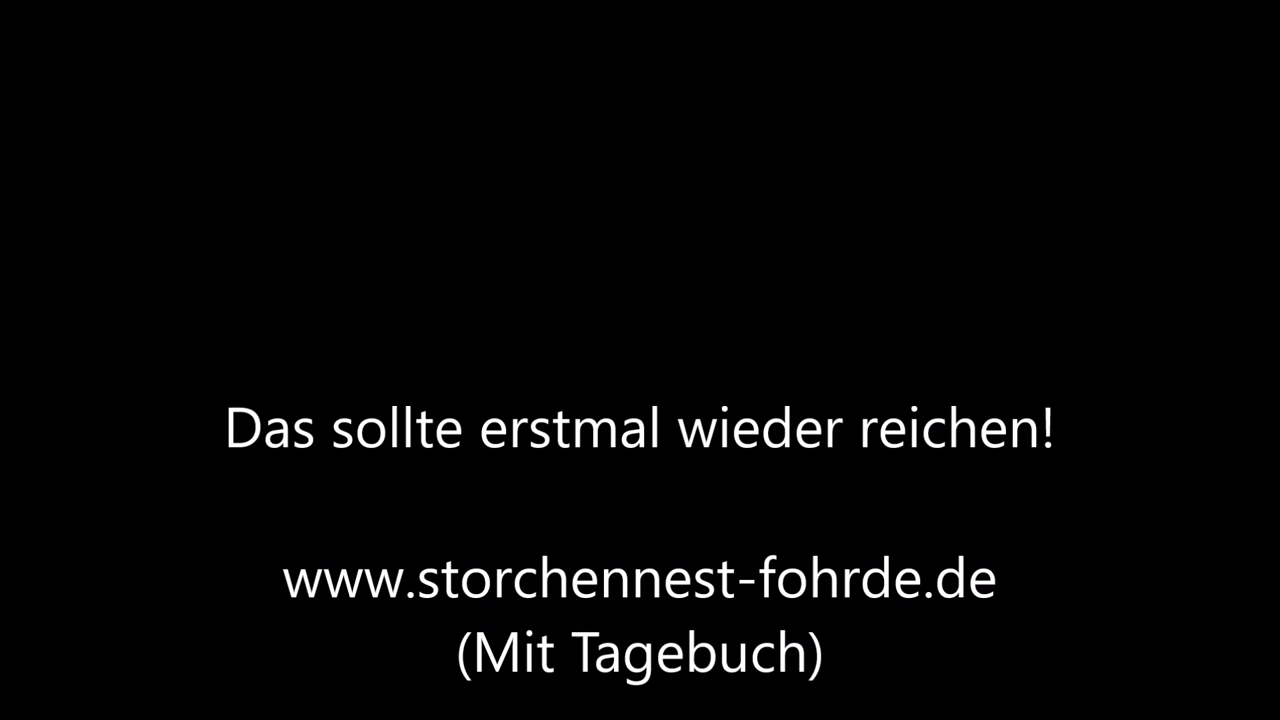 Das sollte erstmal wieder reichen!
www.storchennest-fohrde.de
(Mit Tagebuch)